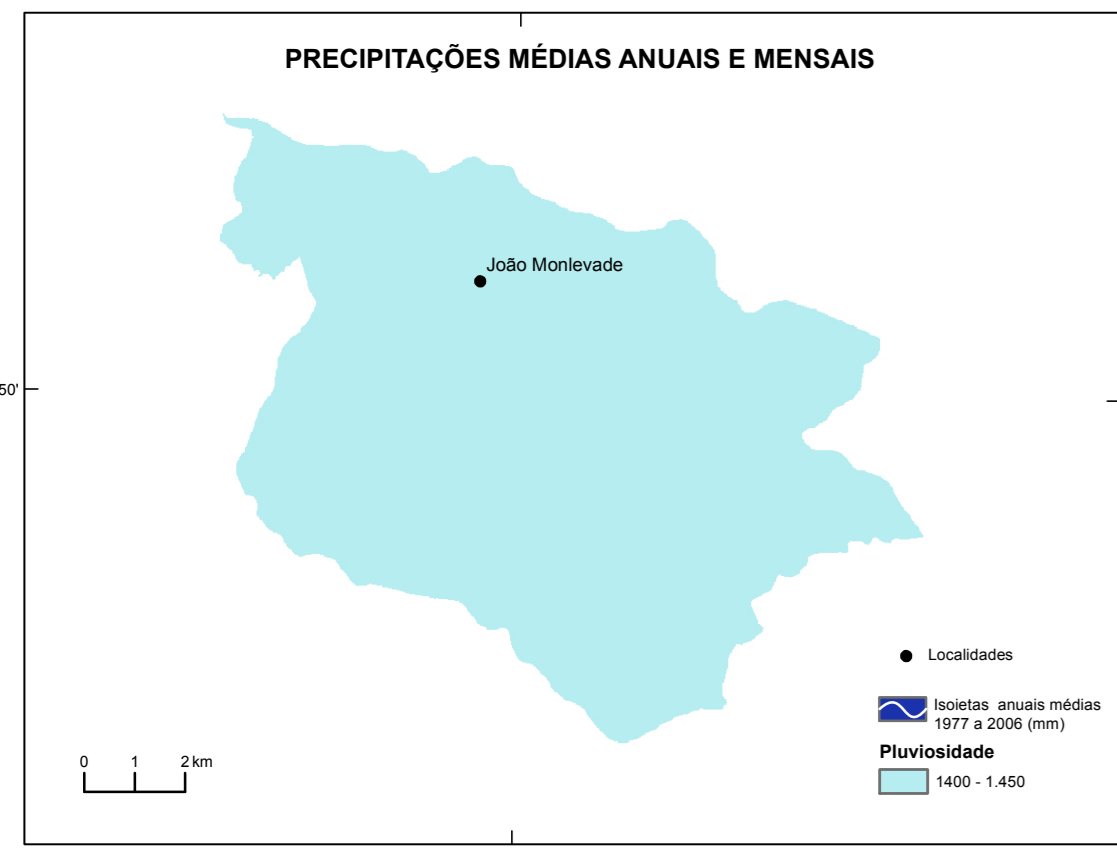 PRECIPITAÇÕES MÉDIAS ANUAIS E MENSAIS
João Monlevade
50'
Localidades
Isoietas anuais médias
1977 a 2006 (mm)
Pluviosidade
1400 - 1.450
0 1 2 km